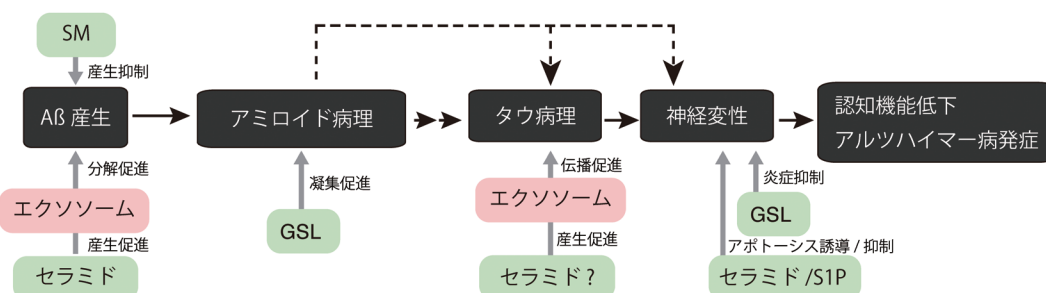 SM
産生抑制
Aß 産生
アミロイド病理
タウ病理
神経変性
認知機能低下
アルツハイマー病発症
分解促進
凝集促進
伝播促進
炎症抑制
エクソソーム
GSL
エクソソーム
GSL
産生促進
産生促進
アポトーシス誘導 / 抑制
セラミド
セラミド ?
セラミド /S1P